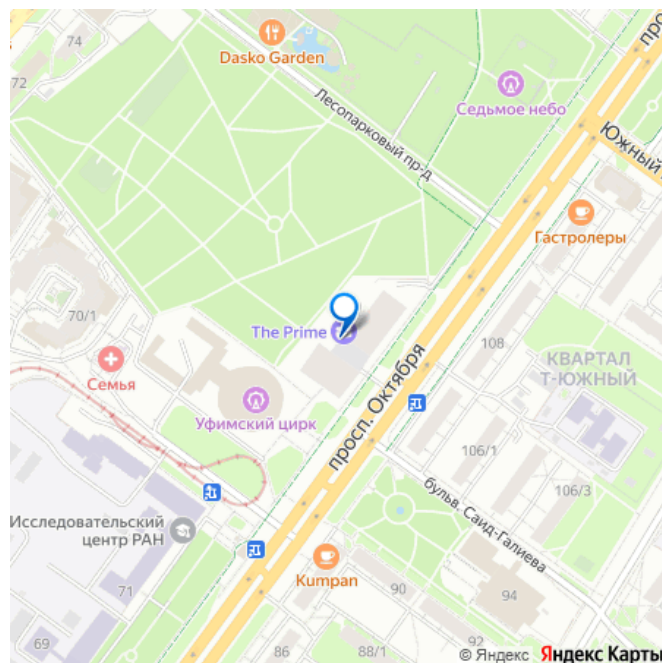 74
Dasko Garden
72
Седьмое небо
Лесопарковый пр-д
Южный
Гастролеры
70/1
The Prime
108
КВАРТАЛ
Т-ЮЖНЫЙ
Семья
Уфимский цирк
просп. Октября
106/1
106/3
бульв. Саид-Галиева
Исследовательский
центр РАН
Kumpan
71
90
94
69
86
88/1
92
© Яндекс Яндекс Карты